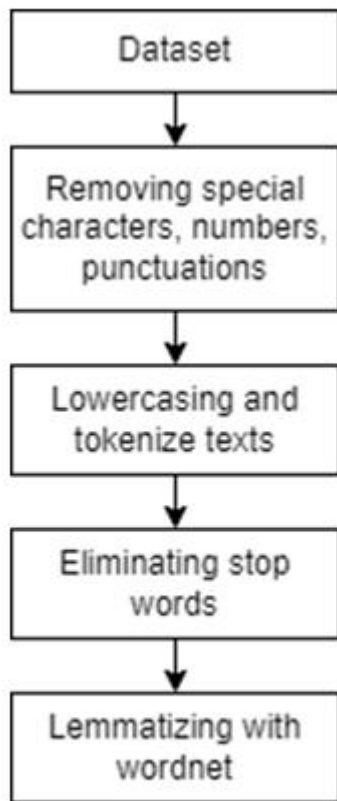 Dataset
Removing special
characters, numbers,
punctuations
Lowercasing and
tokenize texts
Eliminating stop
words
Lemmatizing with
wordnet